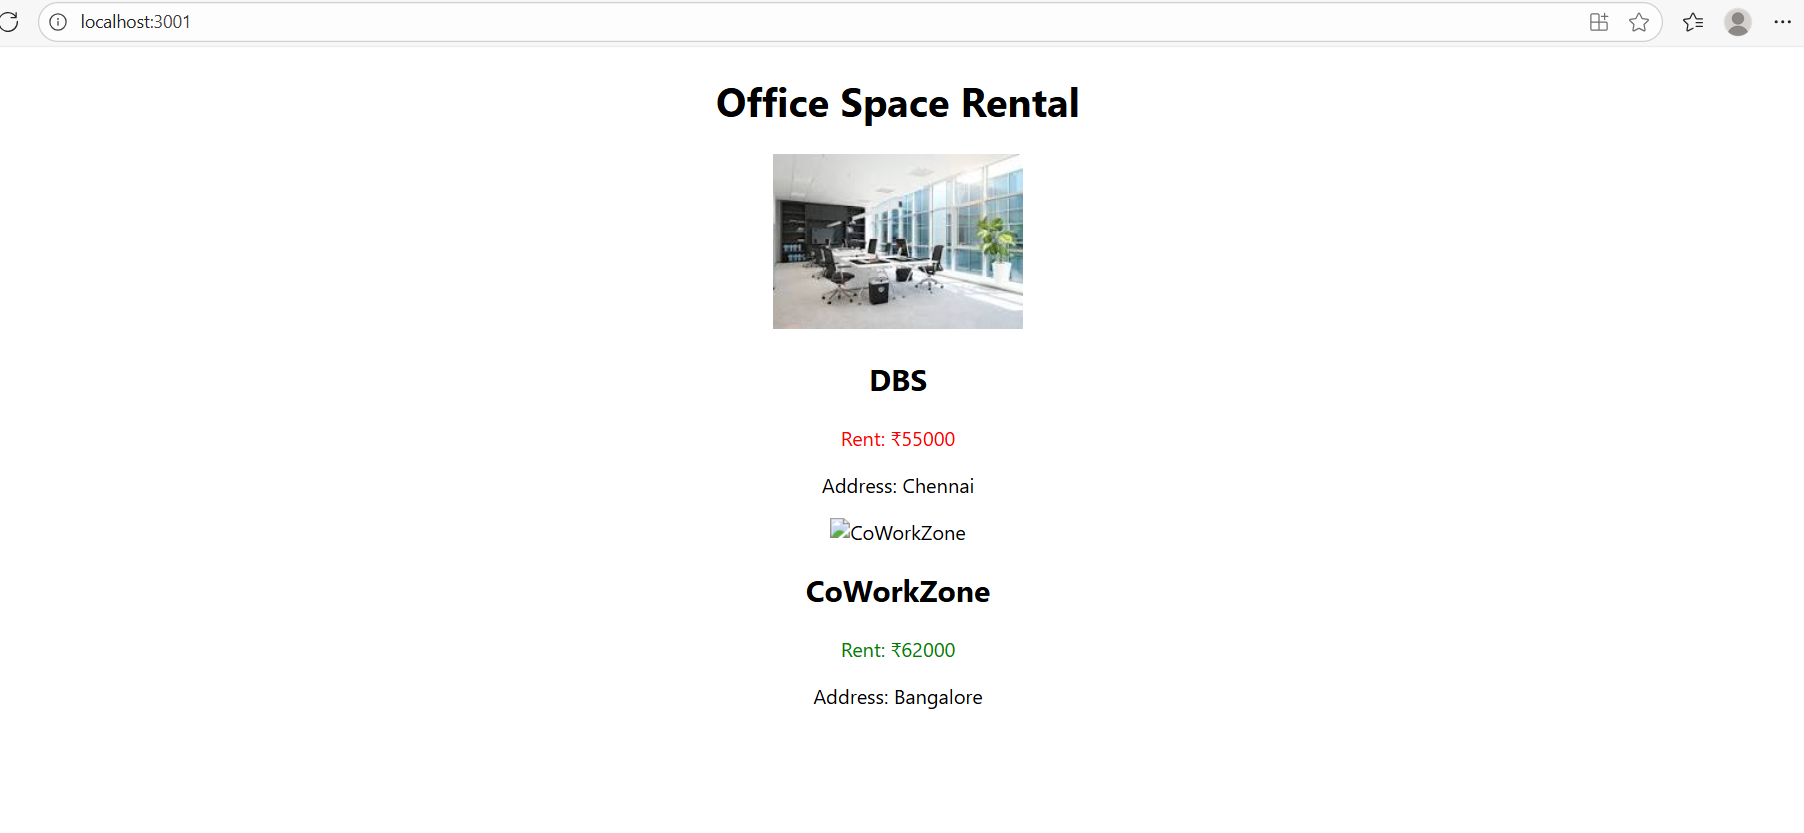 localhost:3001
Office Space Rental
DBS
Rent: ₹55000
Address: Chennai
CoWorkZone
CoWorkZone
Rent: ₹62000
Address: Bangalore